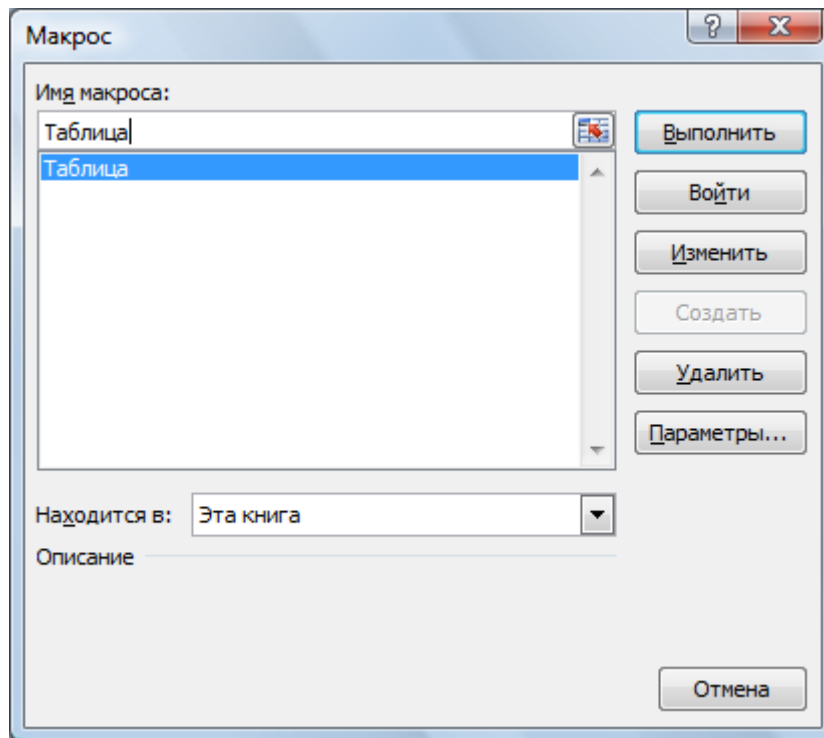 Макрос
Имя макроса:
Таблица
Таблица
Выполнить
Войти
Изменить
Создать
Удалить
Параметры...
Находится в: Эта книга
Описание
Отмена